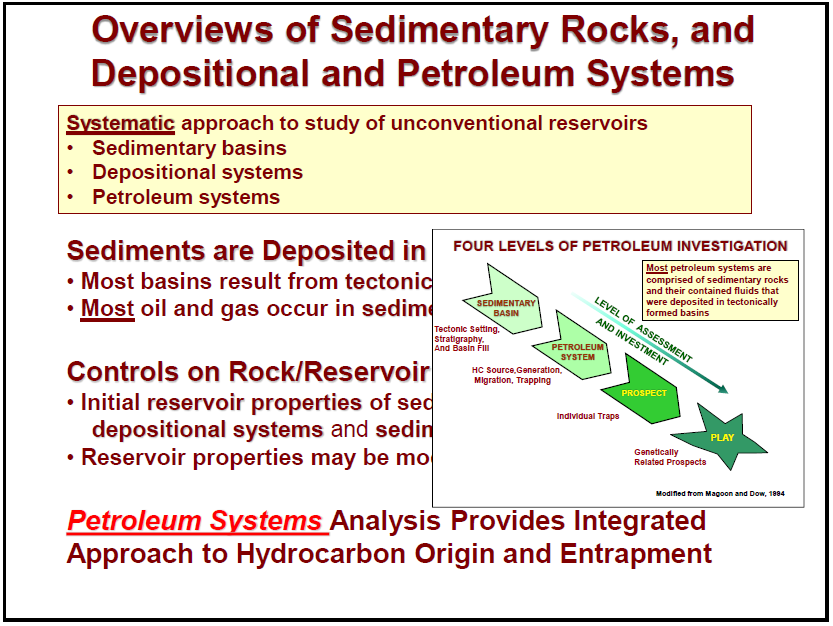 Overviews of Sedimentary Rocks, and
Depositional and Petroleum Systems
Systematic approach to study of unconventional reservoirs
• Sedimentary basins
• Depositional systems
• Petroleum systems
Sediments are Deposited in
• Most basins result from tectonic
• Most oil and gas occur in sedime
Controls on Rock/Reservoir
• Initial reservoir properties of sed
depositional systems and sedim
• Reservoir properties may be mo
FOUR LEVELS OF PETROLEUM INVESTIGATION
Most petroleum systems are
comprised of sedimentary rocks
and their contained fluids that
were deposited in tectonically
formed basins
LEVEL OF ASSESSMENT
AND INVESTMENT
SEDIMENTARY
BASIN
Tectonic Setting,
Stratigraphy,
And Basin Fill
PETROLEUM
SYSTEM
HC Source,Generation,
Migration, Trapping
PROSPECT
Individual Traps
PLAY
Genetically
Related Prospects
Modified from Magoon and Dow, 1994
Petroleum Systems Analysis Provides Integrated
Approach to Hydrocarbon Origin and Entrapment